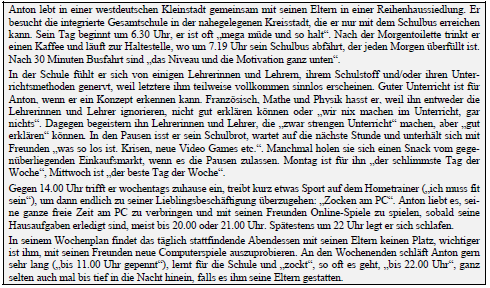 Anton lebt in einer westdeutschen Kleinstadt gemeinsam mit seinen Eltern in einer Reihenhaussiedlung. Er
besucht die integrierte Gesamtschule in der nahegelegenen Kreisstadt, die er nur mit dem Schulbus erreichen
kann. Sein Tag beginnt um 6.30 Uhr, er ist oft „mega müde und so halt“. Nach der Morgentoilette trinkt er
einen Kaffee und läuft zur Haltestelle, wo um 7.19 Uhr sein Schulbus abfährt, der jeden Morgen überfüllt ist.
Nach 30 Minuten Busfahrt sind „das Niveau und die Motivation ganz unten“.
In der Schule fühlt er sich von einigen Lehrerinnen und Lehrern, ihrem Schulstoff und/oder ihren Unter-
richtsmethoden genervt, weil letztere ihm teilweise vollkommen sinnlos erscheinen. Guter Unterricht ist für
Anton, wenn er ein Konzept erkennen kann. Französisch, Mathe und Physik hasst er, weil ihn entweder die
Lehrerinnen und Lehrer ignorieren, nicht gut erklären können oder „wir nix machen im Unterricht, gar
nichts“. Dagegen begeistern ihn Lehrerinnen und Lehrer, die „zwar strengen Unterricht“ machen, aber „gut
erklären“ können. In den Pausen isst er sein Schulbrot, wartet auf die nächste Stunde und unterhält sich mit
Freunden „was so los ist. Krisen, neue Video Games etc.“. Manchmal holen sie sich einen Snack vom gege-
nüberliegenden Einkaufsmarkt, wenn es die Pausen zulassen. Montag ist für ihn „der schlimmste Tag der
Woche“, Mittwoch ist „der beste Tag der Woche“.
Gegen 14.00 Uhr trifft er wochentags zuhause ein, treibt kurz etwas Sport auf dem Hometrainer („ich muss fit
sein“), um dann endlich zu seiner Lieblingsbeschäftigung überzugehen: „Zocken am PC“. Anton liebt es, sei-
ne ganze freie Zeit am PC zu verbringen und mit seinen Freunden Online-Spiele zu spielen, sobald seine
Hausaufgaben erledigt sind, meist bis 20.00 oder 21.00 Uhr. Spätestens um 22 Uhr legt er sich schlafen.
In seinem Wochenplan findet das täglich stattfindende Abendessen mit seinen Eltern keinen Platz, wichtiger
ist ihm, mit seinen Freunden neue Computerspiele auszuprobieren. An den Wochenenden schläft Anton gern
sehr lang („bis 11.00 Uhr gepennt“), lernt für die Schule und „zockt“, so oft es geht, „bis 22.00 Uhr“, ganz
selten auch mal bis tief in die Nacht hinein, falls es ihm seine Eltern gestatten.